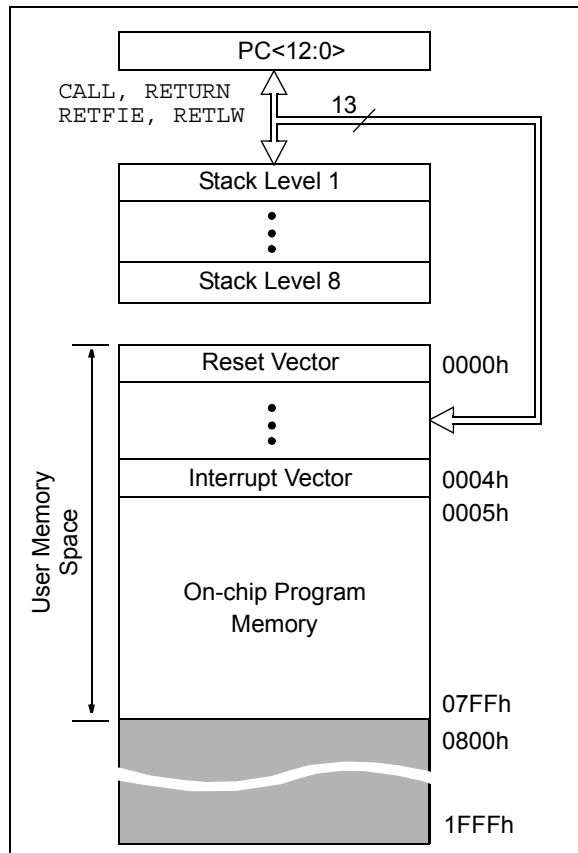 PC<12:0>
CALL, RETURN
RETFIE, RETLW
13
Stack Level 1
Stack Level 8
Reset Vector
0000h
Interrupt Vector
0004h
0005h
User Memory
Space
On-chip Program
Memory
07FFh
0800h
1FFFh